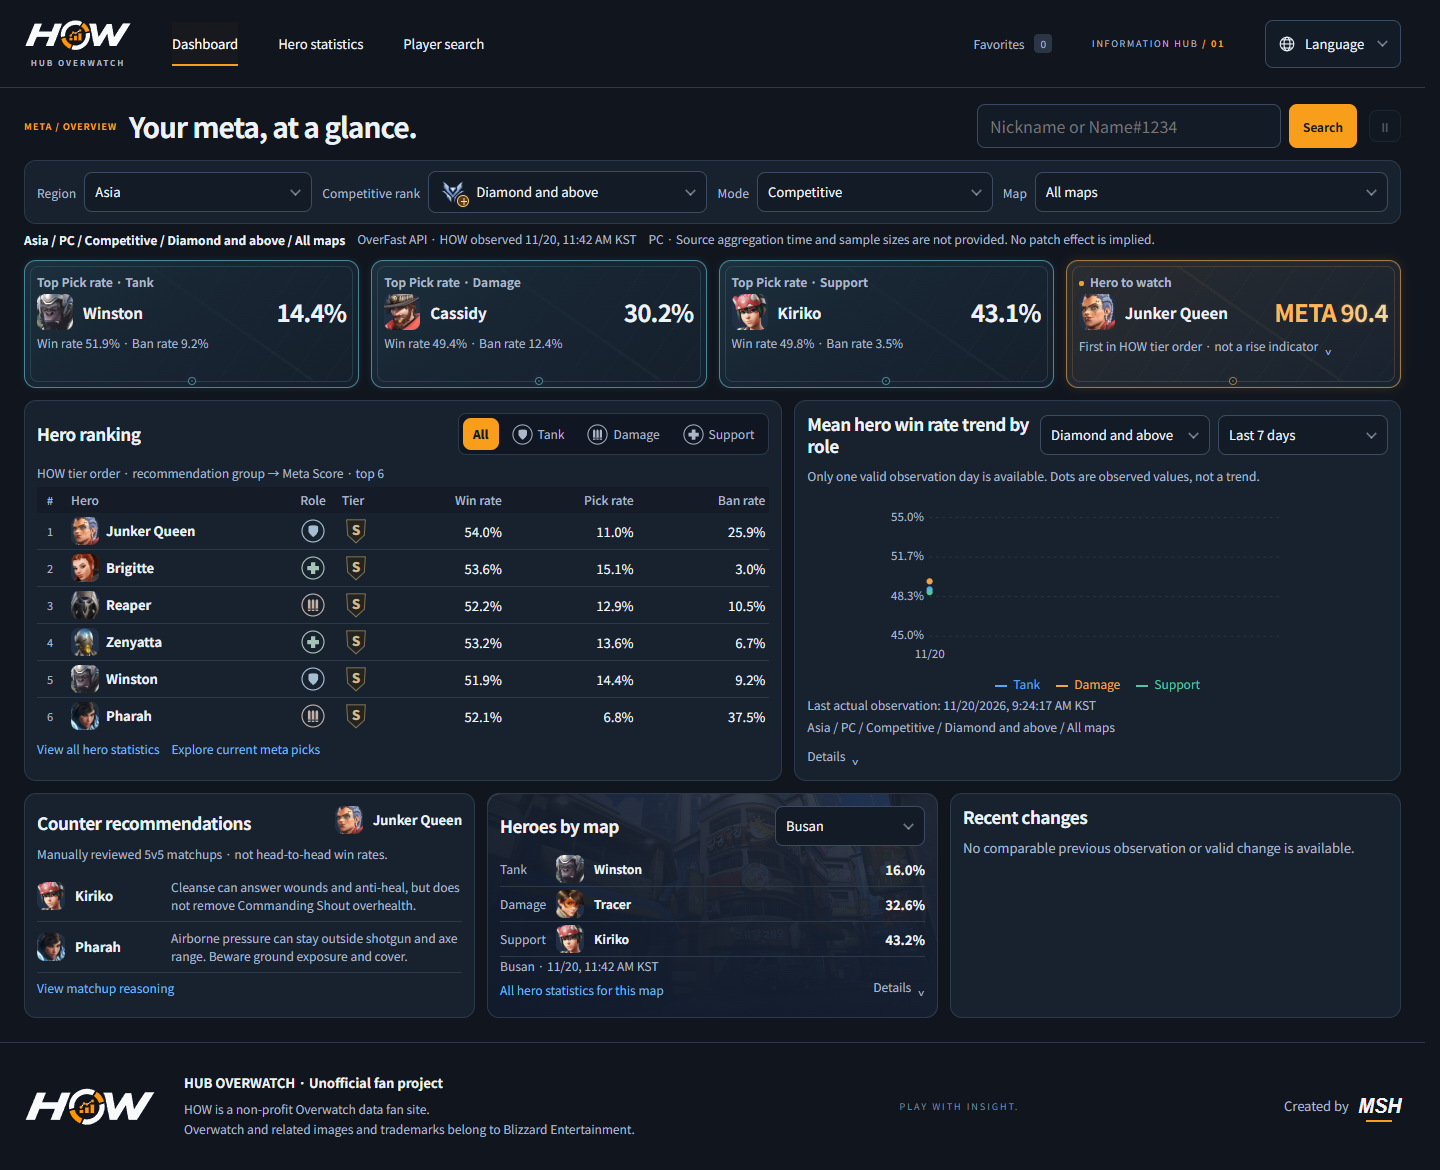 HOW
HUB OVERWATCH
Dashboard
Hero statistics
Player search
Favorites 0
INFORMATION HUB / 01
Language
META / OVERVIEW
Your meta, at a glance.
Nickname or Name#1234
Search
Region
Asia
Competitive rank
Diamond and above
Mode
Competitive
Map
All maps
Asia / PC / Competitive / Diamond and above / All maps
OverFast API · HOW observed 11/20, 11:42 AM KST
PC · Source aggregation time and sample sizes are not provided. No patch effect is implied.
Top Pick rate · Tank
Winston
14.4%
Win rate 51.9% · Ban rate 9.2%
Top Pick rate · Damage
Cassidy
30.2%
Win rate 49.4% · Ban rate 12.4%
Top Pick rate · Support
Kiriko
43.1%
Win rate 49.8% · Ban rate 3.5%
Hero to watch
Junker Queen
META 90.4
First in HOW tier order · not a rise indicator
Hero ranking
All
Tank
Damage
Support
HOW tier order · recommendation group → Meta Score · top 6
# Hero Role Tier Win rate Pick rate Ban rate
1 Junker Queen S 54.0% 11.0% 25.9%
2 Brigitte S 53.6% 15.1% 3.0%
3 Reaper S 52.2% 12.9% 10.5%
4 Zenyatta S 53.2% 13.6% 6.7%
5 Winston S 51.9% 14.4% 9.2%
6 Pharah S 52.1% 6.8% 37.5%
View all hero statistics
Explore current meta picks
Mean hero win rate trend by
role
Diamond and above
Last 7 days
Only one valid observation day is available. Dots are observed values, not a trend.
55.0%
51.7%
48.3%
45.0%
11/20
Tank
Damage
Support
Last actual observation: 11/20/2026, 9:24:17 AM KST
Asia / PC / Competitive / Diamond and above / All maps
Details
Counter recommendations
Junker Queen
Manually reviewed 5v5 matchups · not head-to-head win rates.
Kiriko
Cleanse can answer wounds and anti-heal, but does
not remove Commanding Shout overhealth.
Pharah
Airborne pressure can stay outside shotgun and axe
range. Beware ground exposure and cover.
View matchup reasoning
Heroes by map
Busan
Tank Winston 16.0%
Damage Tracer 32.6%
Support Kiriko 43.2%
Busan · 11/20, 11:42 AM KST
All hero statistics for this map
Details
Recent changes
No comparable previous observation or valid change is available.
HOW
HUB OVERWATCH · Unofficial fan project
HOW is a non-profit Overwatch data fan site.
Overwatch and related images and trademarks belong to Blizzard Entertainment.
PLAY WITH INSIGHT.
Created by MSH